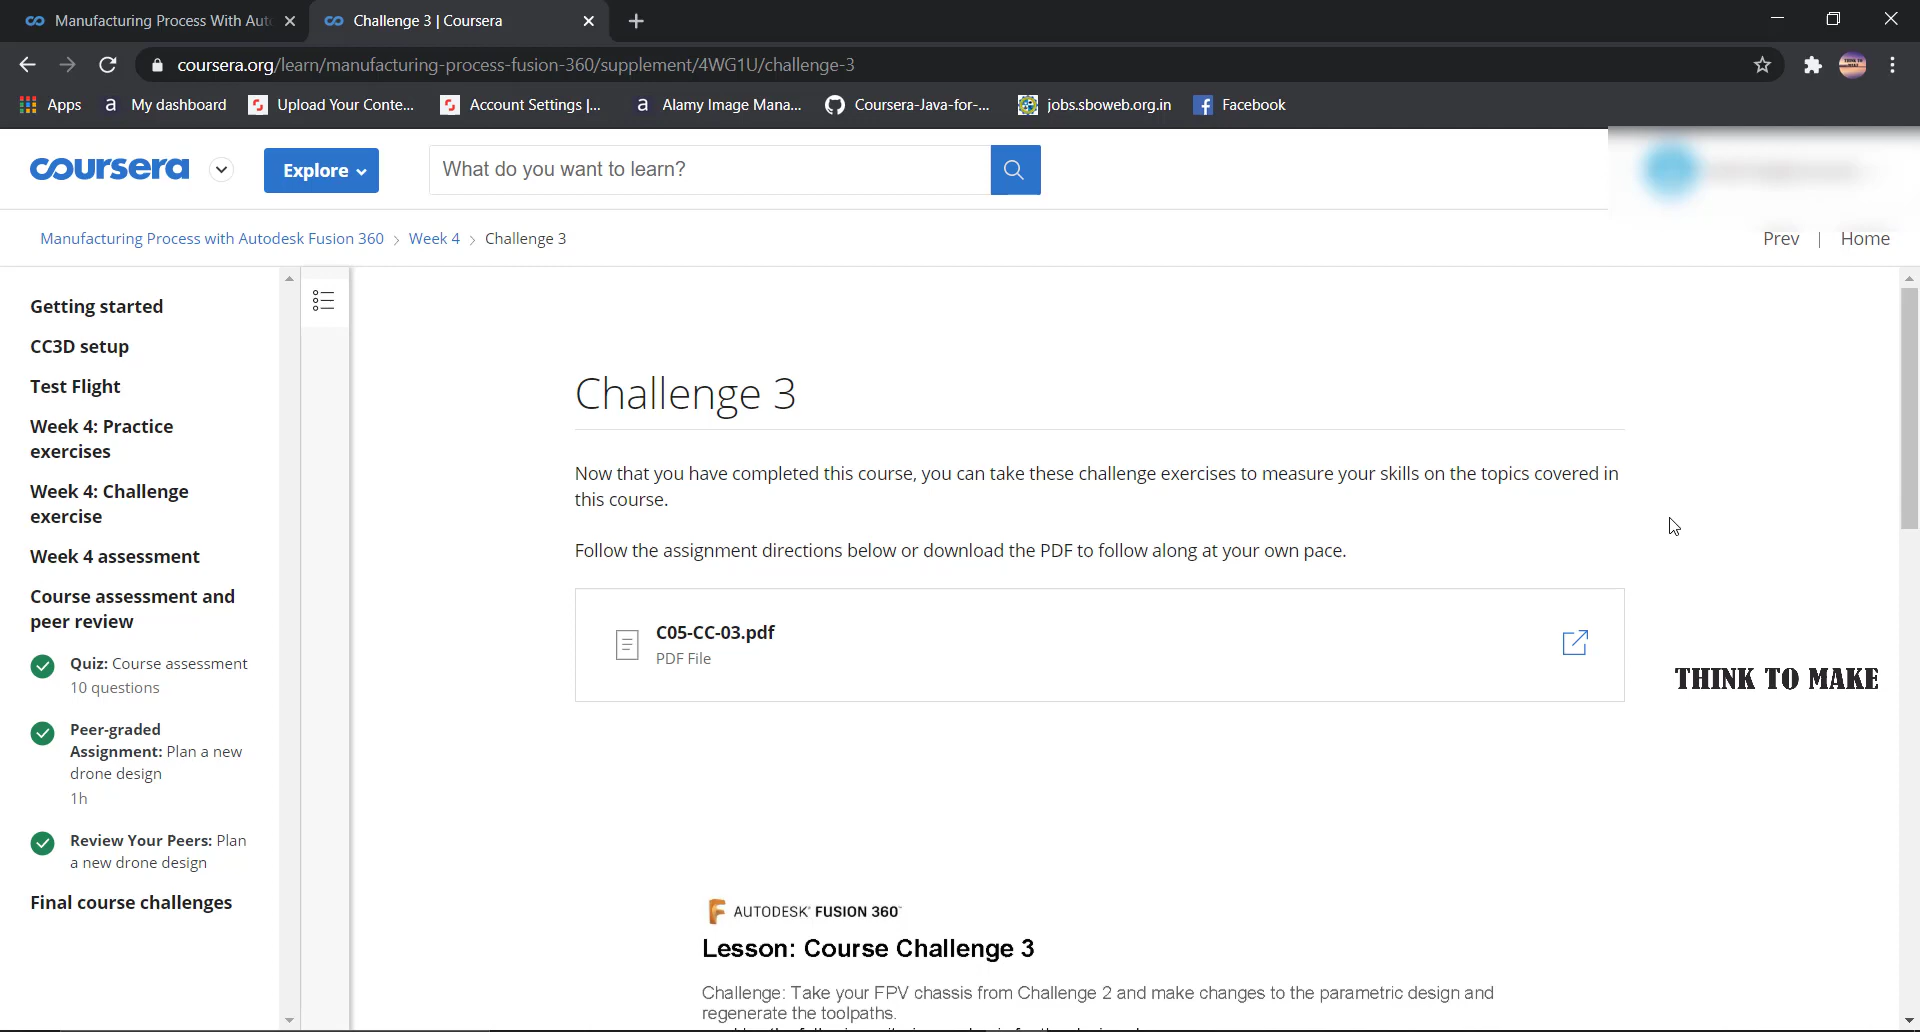 Manufacturing Process With Aut
Challenge 3 | Coursera
coursera.org/learn/manufacturing-process-fusion-360/supplement/4WG1U/challenge-3
Apps
a My dashboard
Upload Your Conte...
Account Settings |...
a Alamy Image Mana...
Coursera-Java-for-...
jobs.sboweb.org.in
Facebook
coursera
Explore
What do you want to learn?
Manufacturing Process with Autodesk Fusion 360 > Week 4 > Challenge 3
Prev | Home
Getting started
CC3D setup
Test Flight
Week 4: Practice
exercises
Week 4: Challenge
exercise
Week 4 assessment
Course assessment and
peer review
Quiz: Course assessment
10 questions
Peer-graded
Assignment: Plan a new
drone design
1h
Review Your Peers: Plan
a new drone design
Final course challenges
Challenge 3
Now that you have completed this course, you can take these challenge exercises to measure your skills on the topics covered in
this course.
Follow the assignment directions below or download the PDF to follow along at your own pace.
C05-CC-03.pdf
PDF File
THINK TO MAKE
AUTODESK® FUSION 360™
Lesson: Course Challenge 3
Challenge: Take your FPV chassis from Challenge 2 and make changes to the parametric design and
regenerate the toolpaths.